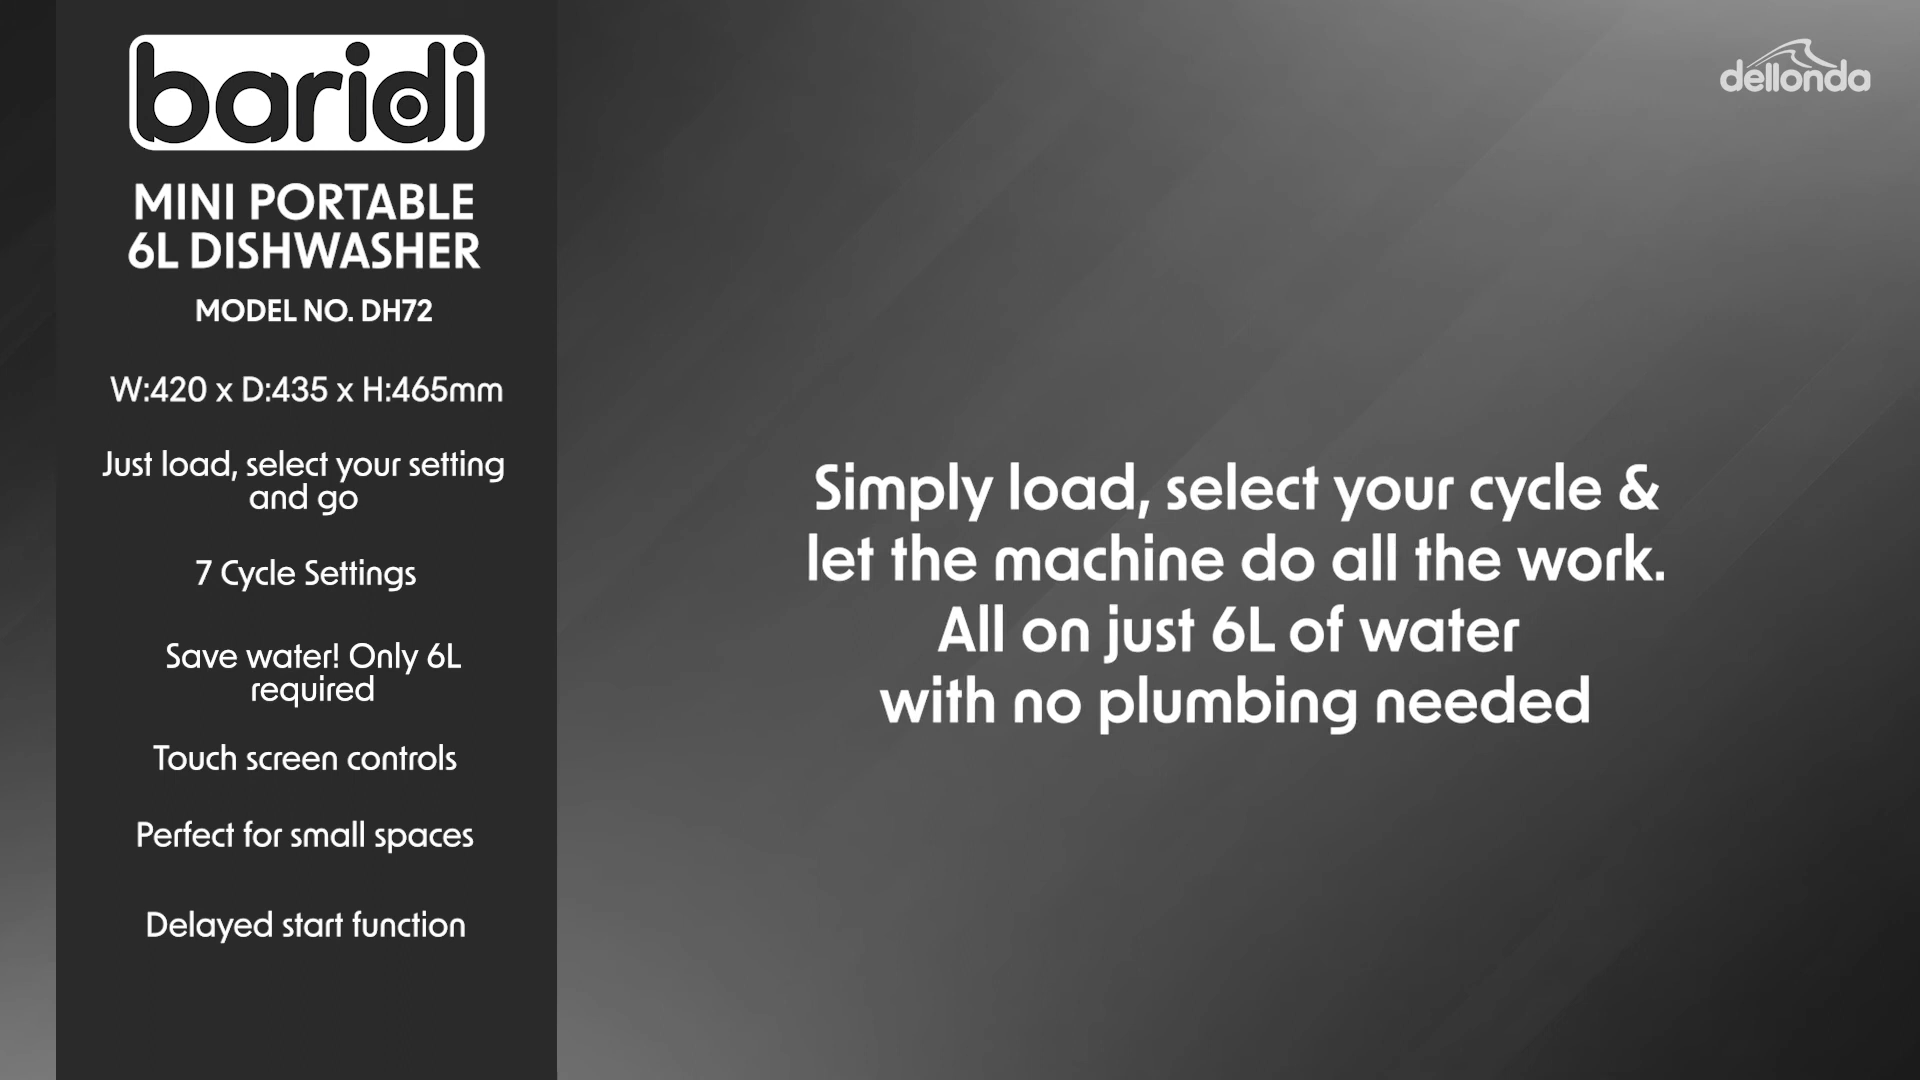 baridi
MINI PORTABLE
6L DISHWASHER
MODEL NO. DH72
W:420 x D:435 x H:465mm
Just load, select your setting
and go
7 Cycle Settings
Save water! Only 6L
required
Touch screen controls
Perfect for small spaces
Delayed start function
dellonda
Simply load, select your cycle &
let the machine do all the work.
All on just 6L of water
with no plumbing needed